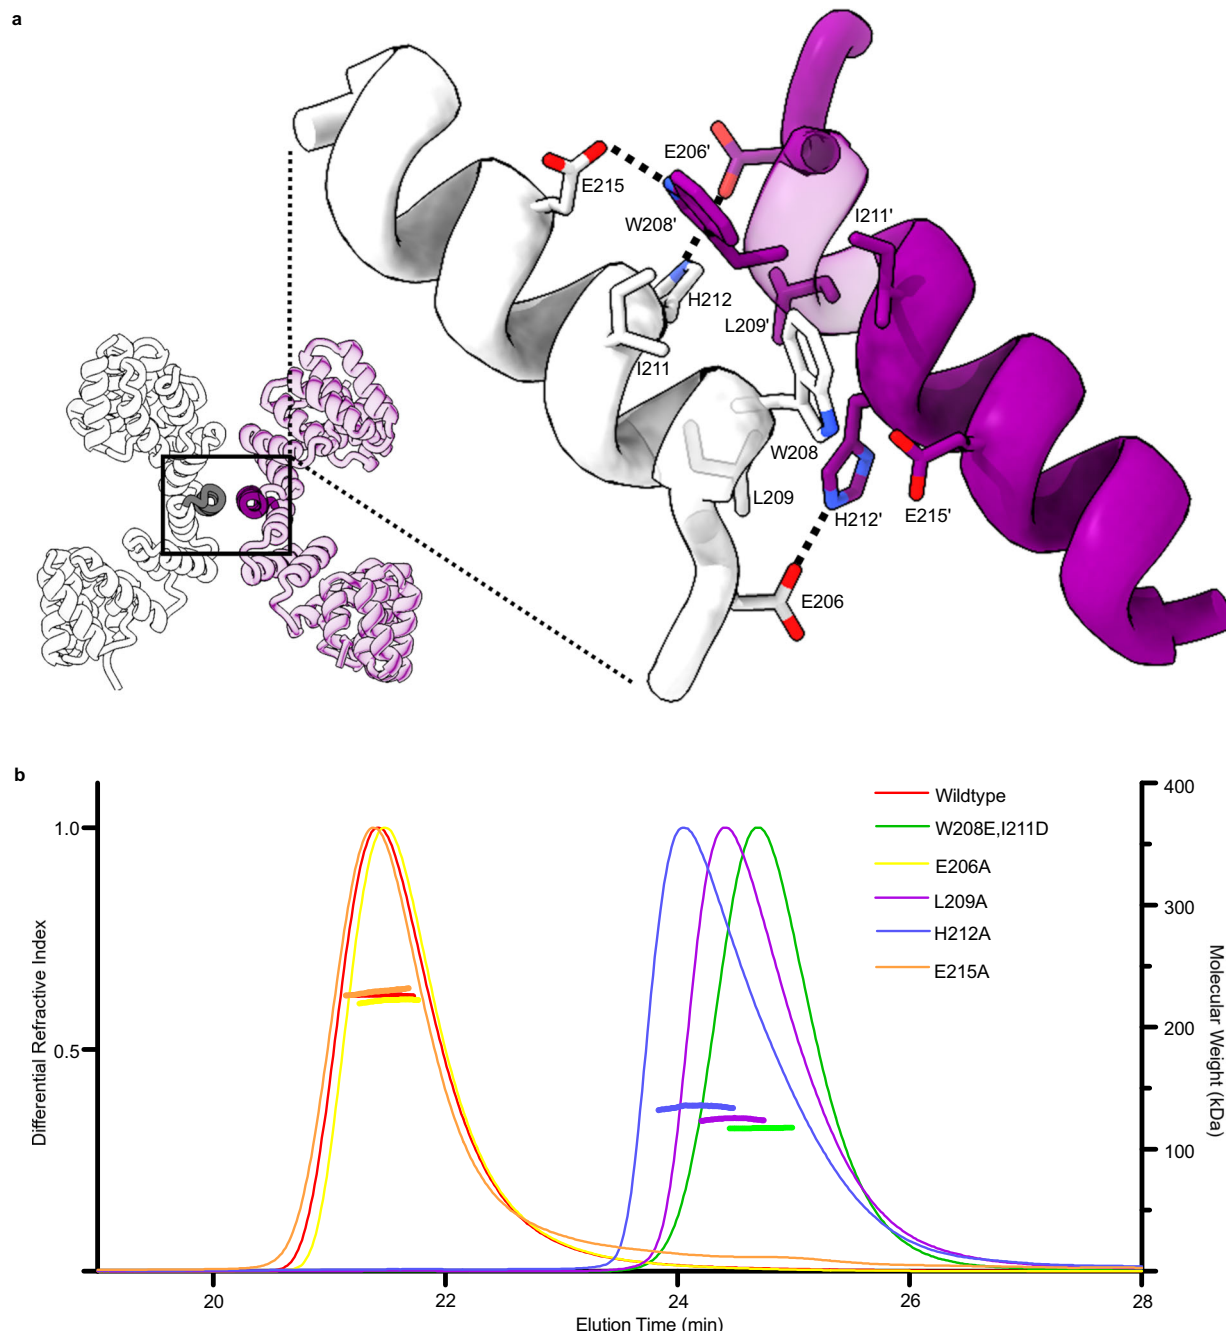 a
E215
E206'
W208'
I211'
H212
L209'
I211
W208
L209
H212'
E215'
E206
b
1.0
0.5
Differential Refractive Index
20
22
24
26
28
Elution Time (min)
400
300
200
100
0
Molecular Weight (kDa)
Wildtype
W208E,I211D
E206A
L209A
H212A
E215A